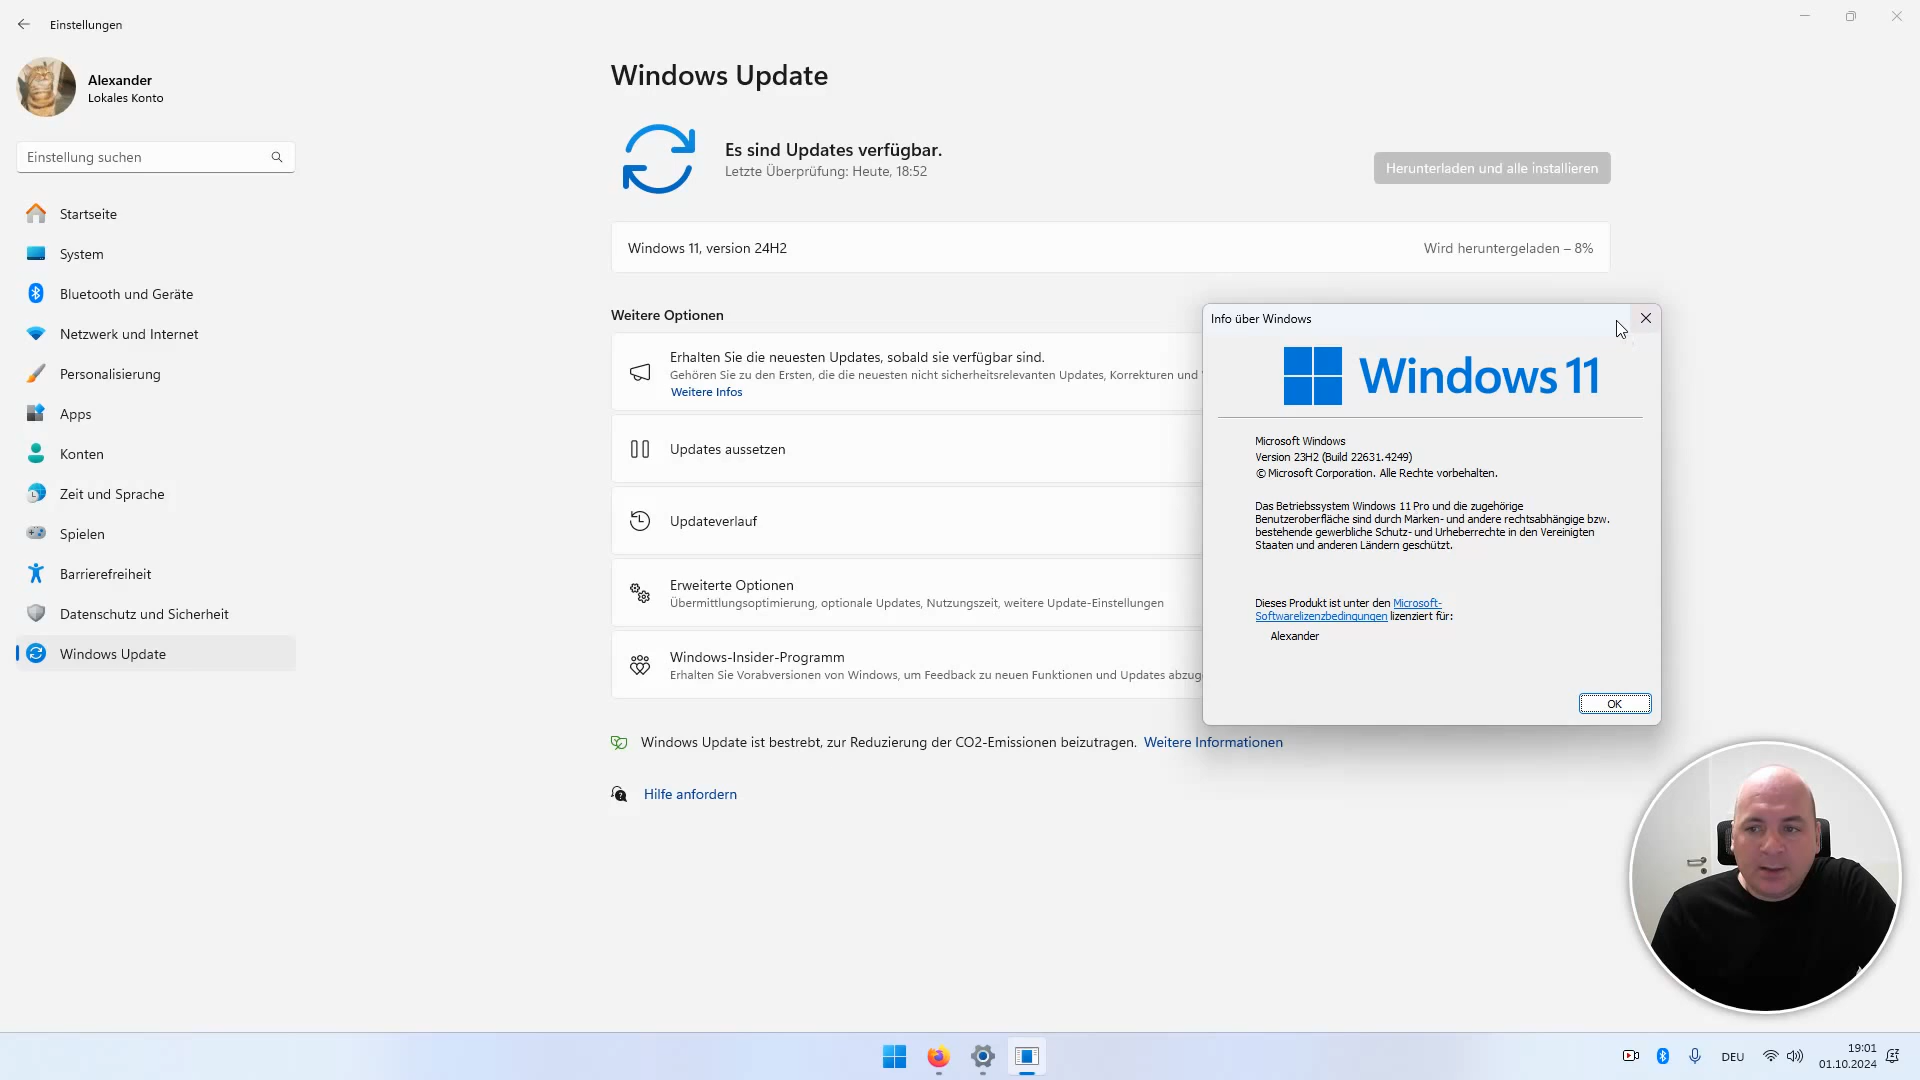 Einstellungen
Alexander
Lokales Konto
Einstellung suchen
Startseite
System
Bluetooth und Geräte
Netzwerk und Internet
Personalisierung
Apps
Konten
Zeit und Sprache
Spielen
Barrierefreiheit
Datenschutz und Sicherheit
Windows Update
Windows Update
Es sind Updates verfügbar.
Letzte Überprüfung: Heute, 18:52
Herunterladen und alle installieren
Windows 11, version 24H2
Wird heruntergeladen – 8%
Weitere Optionen
Erhalten Sie die neuesten Updates, sobald sie verfügbar sind.
Gehören Sie zu den Ersten, die die neuesten nicht sicherheitsrelevanten Updates, Korrekturen und
Weitere Infos
Updates aussetzen
Updateverlauf
Erweiterte Optionen
Übermittlungsoptimierung, optionale Updates, Nutzungszeit, weitere Update-Einstellungen
Windows-Insider-Programm
Erhalten Sie Vorabversionen von Windows, um Feedback zu neuen Funktionen und Updates abzug
Windows Update ist bestrebt, zur Reduzierung der CO2-Emissionen beizutragen. Weitere Informationen
Hilfe anfordern
Info über Windows
Windows 11
Microsoft Windows
Version 23H2 (Build 22631.4249)
© Microsoft Corporation. Alle Rechte vorbehalten.
Das Betriebssystem Windows 11 Pro und die zugehörige
Benutzeroberfläche sind durch Marken- und andere rechtsabhängige bzw.
bestehende gewerbliche Schutz- und Urheberrechte in den Vereinigten
Staaten und anderen Ländern geschützt.
Dieses Produkt ist unter den Microsoft-
Softwarelizenzbedingungen lizenziert für:
Alexander
OK
DEU
19:01
01.10.2024